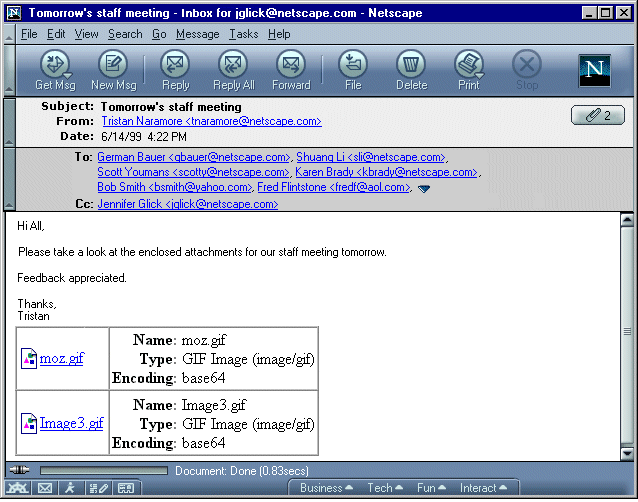 Tomorrow's staff meeting - Inbox for jglick@netscape.com - Netscape
File Edit View Search Go Message Tasks Help
Get Msg New Msg Reply Reply All Forward File Delete Print Stop
N
Subject: Tomorrow's staff meeting
From: Tristan Naramore <tnaramore@netscape.com>
2
Date: 6/14/99 4:22 PM
To: German Bauer <gbauer@netscape.com>, Shuang Li <sli@netscape.com>,
Scott Youmans <scotty@netscape.com>, Karen Brady <kbrady@netscape.com>,
Bob Smith <bsmith@yahoo.com>, Fred Flintstone <fredf@aol.com>,
Cc: Jennifer Glick <jglick@netscape.com>
Hi All,
Please take a look at the enclosed attachments for our staff meeting tomorrow.
Feedback appreciated.
Thanks,
Tristan
moz.gif
Name: moz.gif
Type: GIF Image (image/gif)
Encoding: base64
Image3.gif
Name: Image3.gif
Type: GIF Image (image/gif)
Encoding: base64
Document: Done (0.83secs)
Business Tech Fun Interact